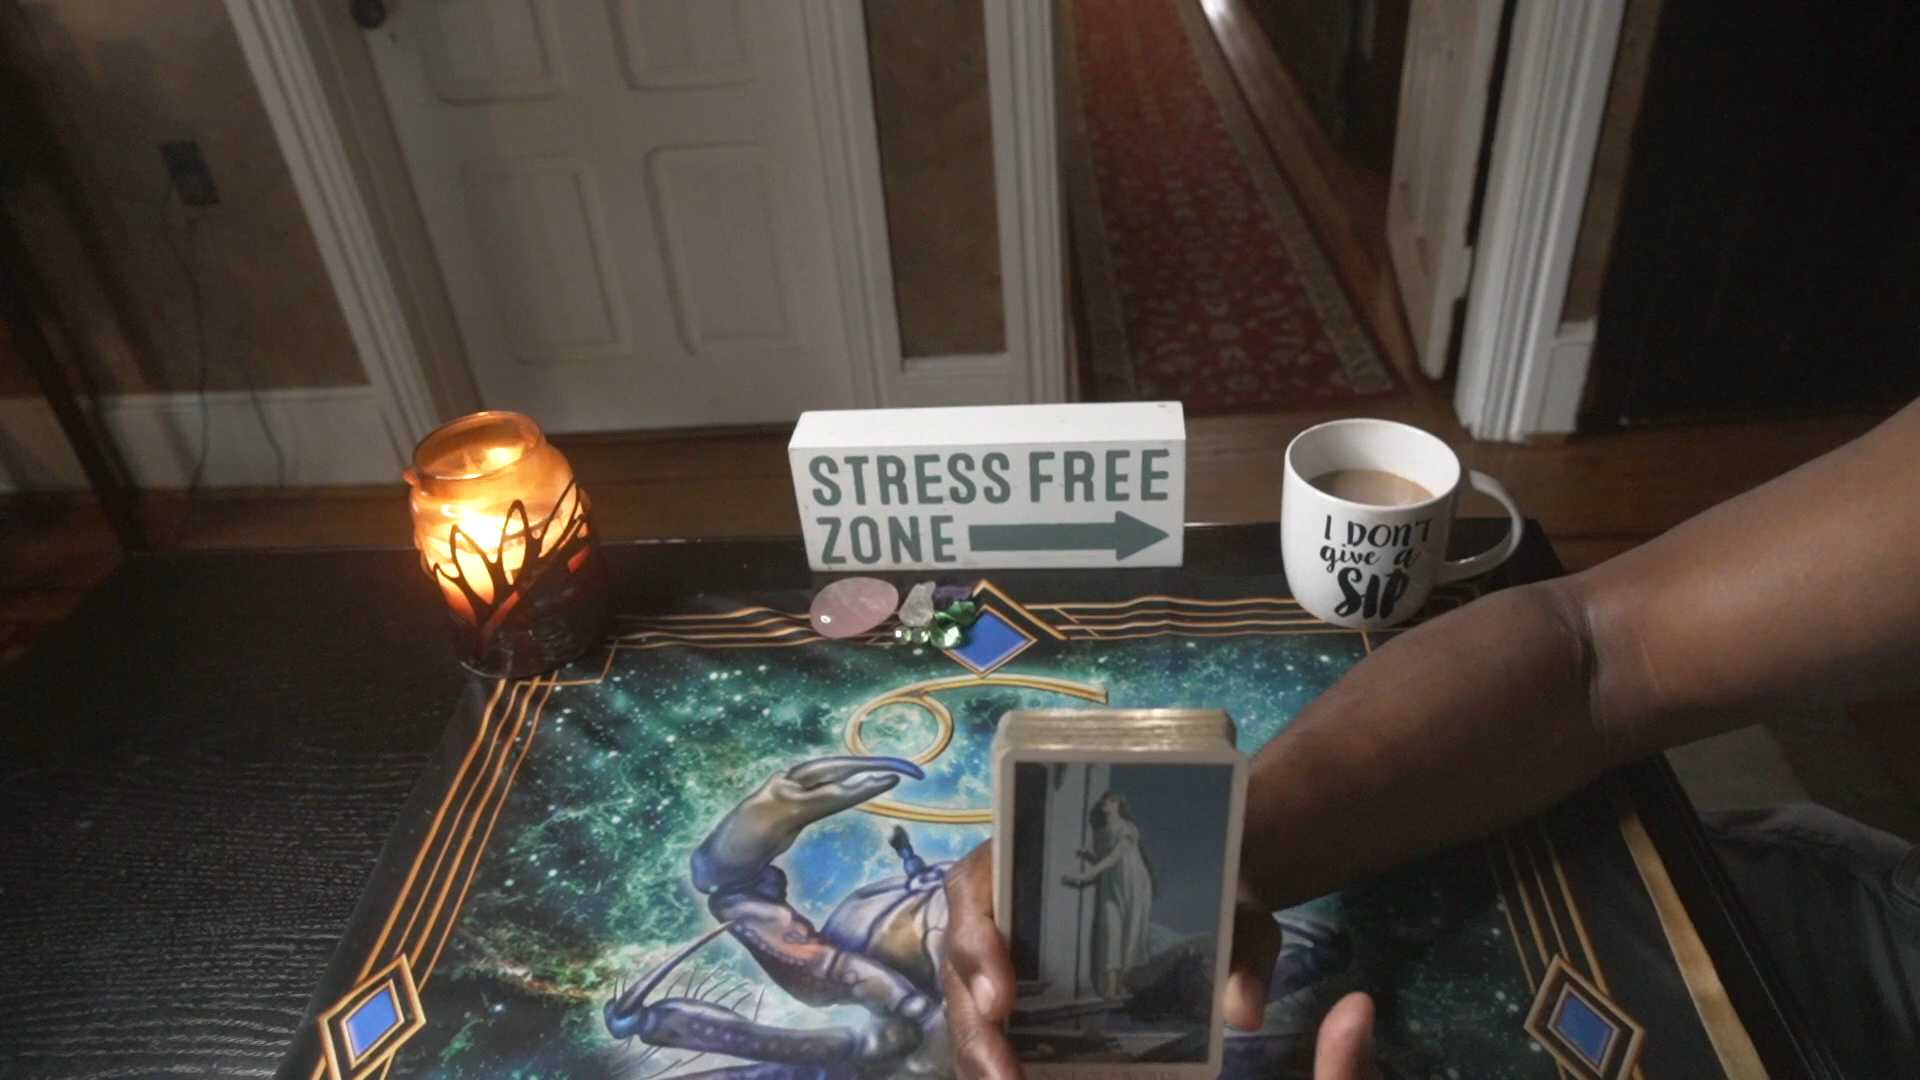 STRESS FREE
ZONE
I DON'T
give a
SIP